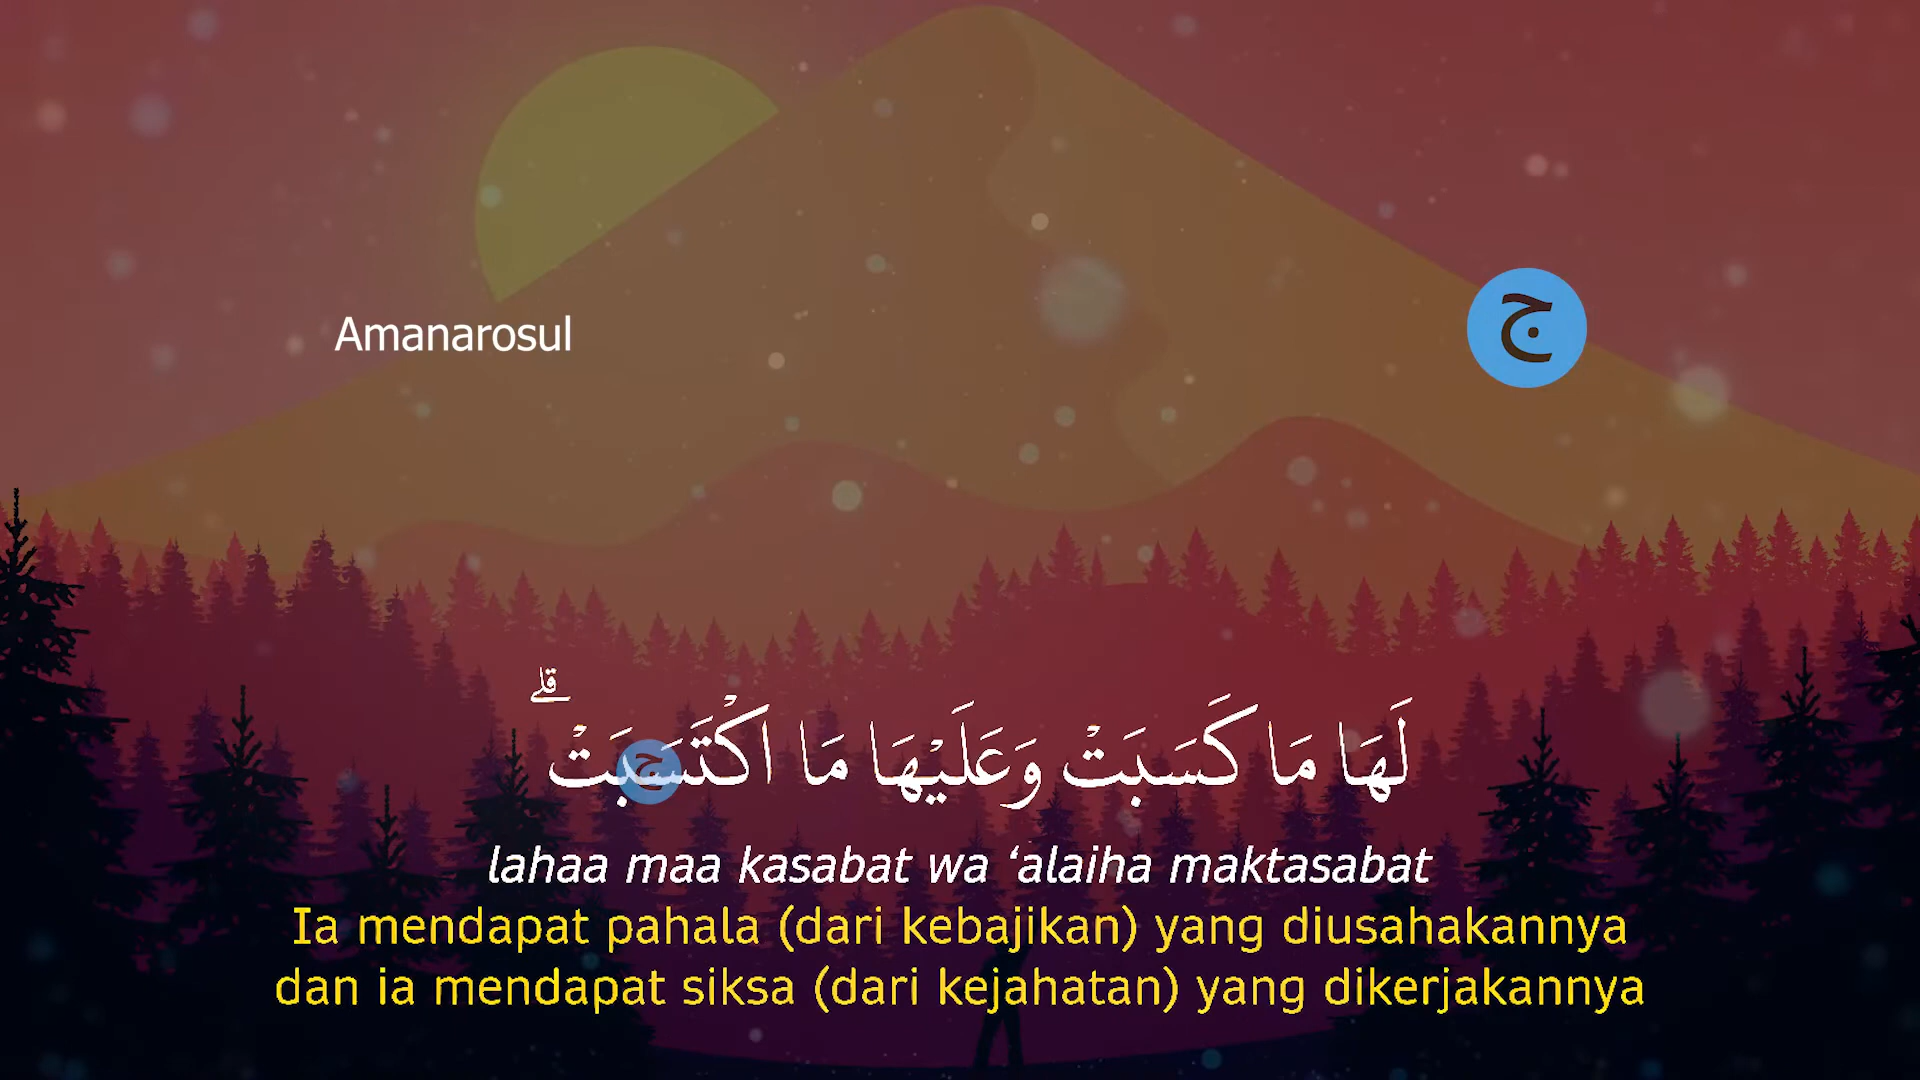 Amanarosul
ج
لَهَا مَا كَسَبَتْ وَعَلَيْهَا مَا اكْتَسَبَتْ ۗ
ج
lahaa maa kasabat wa ‘alaiha maktasabat
Ia mendapat pahala (dari kebajikan) yang diusahakannya
dan ia mendapat siksa (dari kejahatan) yang dikerjakannya